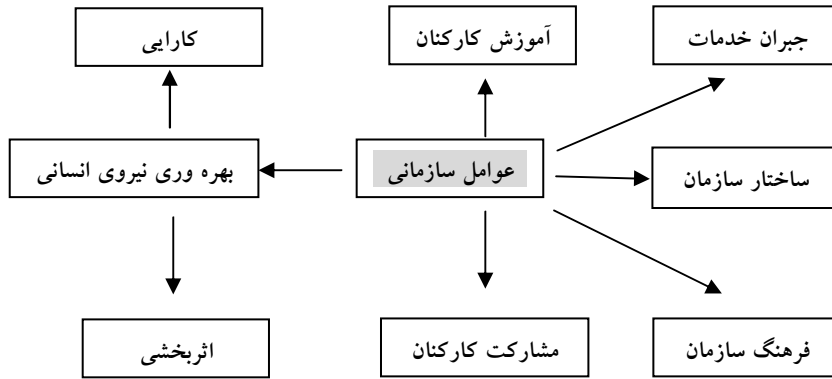 جبران خدمات
آموزش کارکنان
کارایی
ساختار سازمان
عوامل سازمانی
بهره وری نیروی انسانی
فرهنگ سازمان
مشارکت کارکنان
اثربخشی